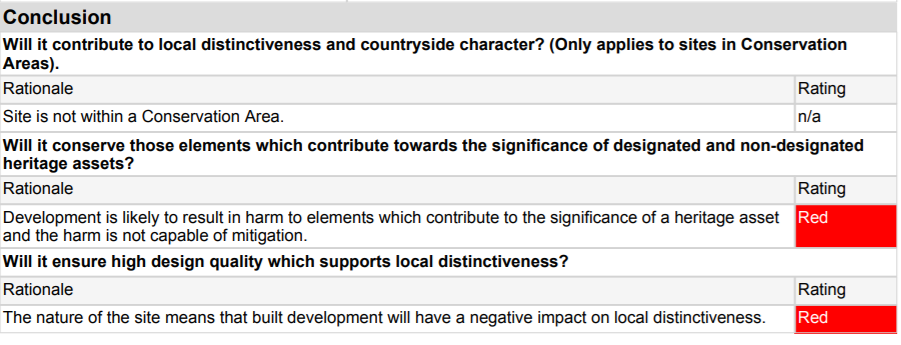 Conclusion
Will it contribute to local distinctiveness and countryside character? (Only applies to sites in Conservation
Areas).
Rationale Rating
Site is not within a Conservation Area. n/a
Will it conserve those elements which contribute towards the significance of designated and non-designated
heritage assets?
Rationale Rating
Development is likely to result in harm to elements which contribute to the significance of a heritage asset Red
and the harm is not capable of mitigation.
Will it ensure high design quality which supports local distinctiveness?
Rationale Rating
The nature of the site means that built development will have a negative impact on local distinctiveness. Red